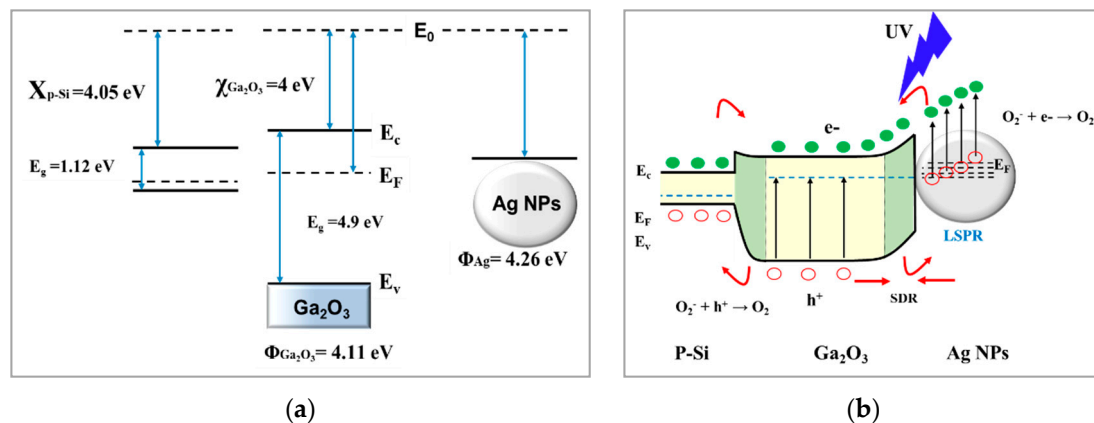 E₀
Xp-Si=4.05 eV
χGa₂O₃=4 eV
Ec
Eg=1.12 eV
EF
Eg=4.9 eV
Ag NPs
ΦAg= 4.26 eV
Ev
Ga₂O₃
ΦGa₂O₃= 4.11 eV
(a)
UV
O₂⁻ + e- → O₂
e-
Ec
EF
EF
Ev
LSPR
O₂⁻ + h⁺ → O₂
h⁺
SDR
P-Si
Ga₂O₃
Ag NPs
(b)